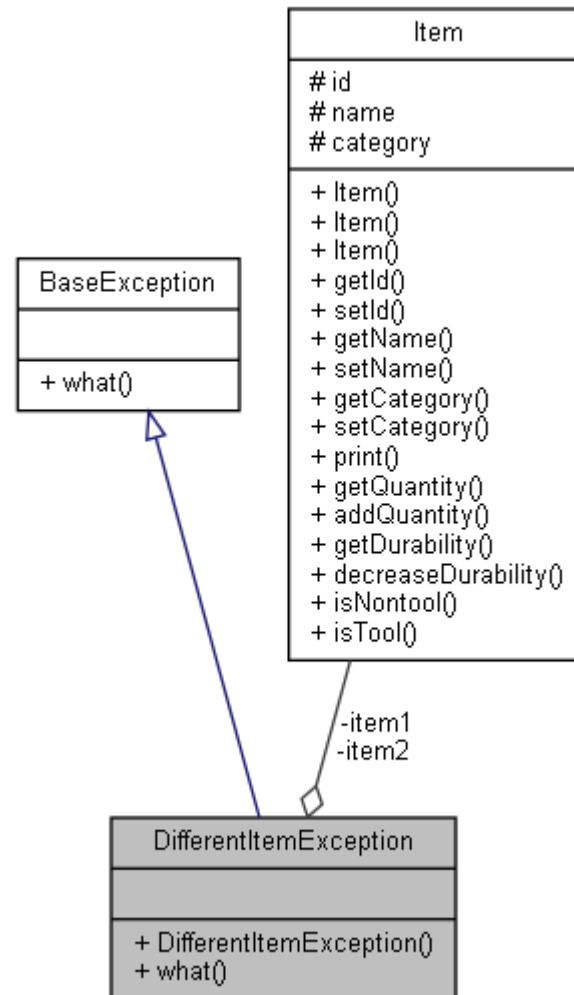 Item
# id
# name
# category
+ Item()
+ Item()
+ Item()
+ getId()
+ setId()
+ getName()
+ setName()
+ getCategory()
+ setCategory()
+ print()
+ getQuantity()
+ addQuantity()
+ getDurability()
+ decreaseDurability()
+ isNontool()
+ isTool()
BaseException
+ what()
-item1
-item2
DifferentItemException
+ DifferentItemException()
+ what()